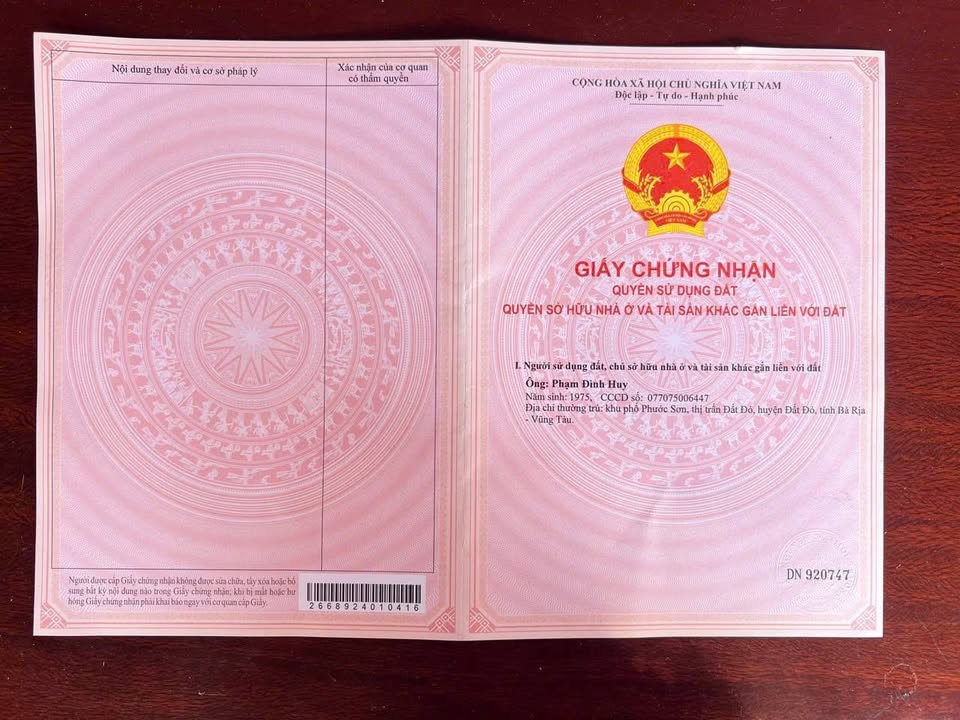 Nội dung thay đổi và cơ sở pháp lý
Xác nhận của cơ quan
có thẩm quyền
Người được cấp Giấy chứng nhận không được sửa chữa, tẩy xóa hoặc bổ
sung bất kỳ nội dung nào trong Giấy chứng nhận; khi bị mất hoặc hư
hỏng Giấy chứng nhận phải khai báo ngay với cơ quan cấp Giấy.
2668924010416
CỘNG HÒA XÃ HỘI CHỦ NGHĨA VIỆT NAM
Độc lập - Tự do - Hạnh phúc
VIỆT NAM
GIẤY CHỨNG NHẬN
QUYỀN SỬ DỤNG ĐẤT
QUYỀN SỞ HỮU NHÀ Ở VÀ TÀI SẢN KHÁC GẮN LIỀN VỚI ĐẤT
I. Người sử dụng đất, chủ sở hữu nhà ở và tài sản khác gắn liền với đất
Ông: Phạm Đình Huy
Năm sinh: 1975, CCCD số: 077075006447
Địa chỉ thường trú: khu phố Phước Sơn, thị trấn Đất Đỏ, huyện Đất Đỏ, tỉnh Bà Rịa
- Vũng Tàu.
DN 920747